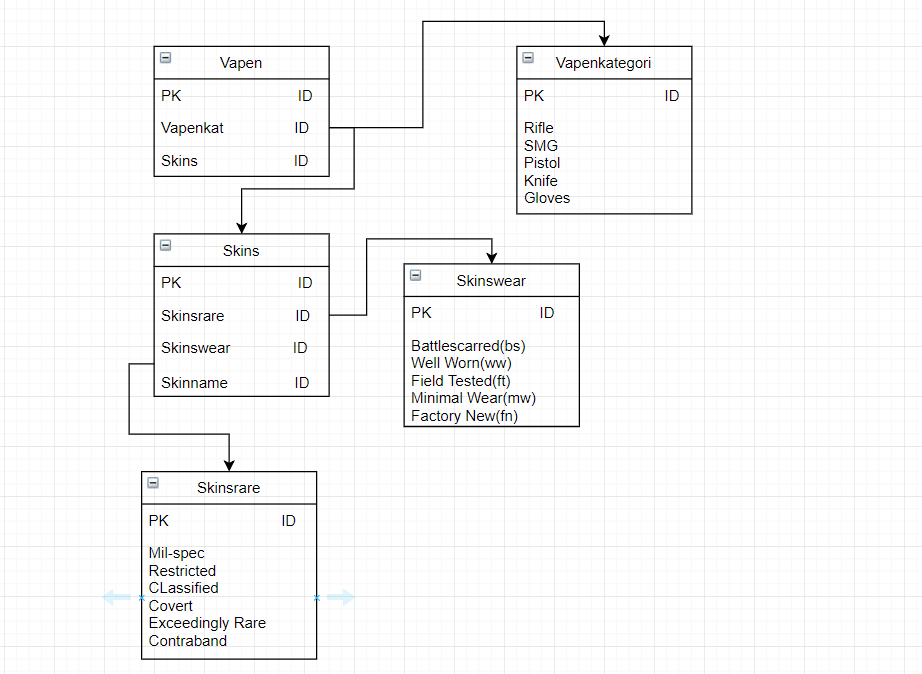 Vapen
PK ID
Vapenkat ID
Skins ID
Vapenkategori
PK ID
Rifle
SMG
Pistol
Knife
Gloves
Skins
PK ID
Skinsrare ID
Skinswear ID
Skinname ID
Skinswear
PK ID
Battlescarred(bs)
Well Worn(ww)
Field Tested(ft)
Minimal Wear(mw)
Factory New(fn)
Skinsrare
PK ID
Mil-spec
Restricted
CLassified
Covert
Exceedingly Rare
Contraband